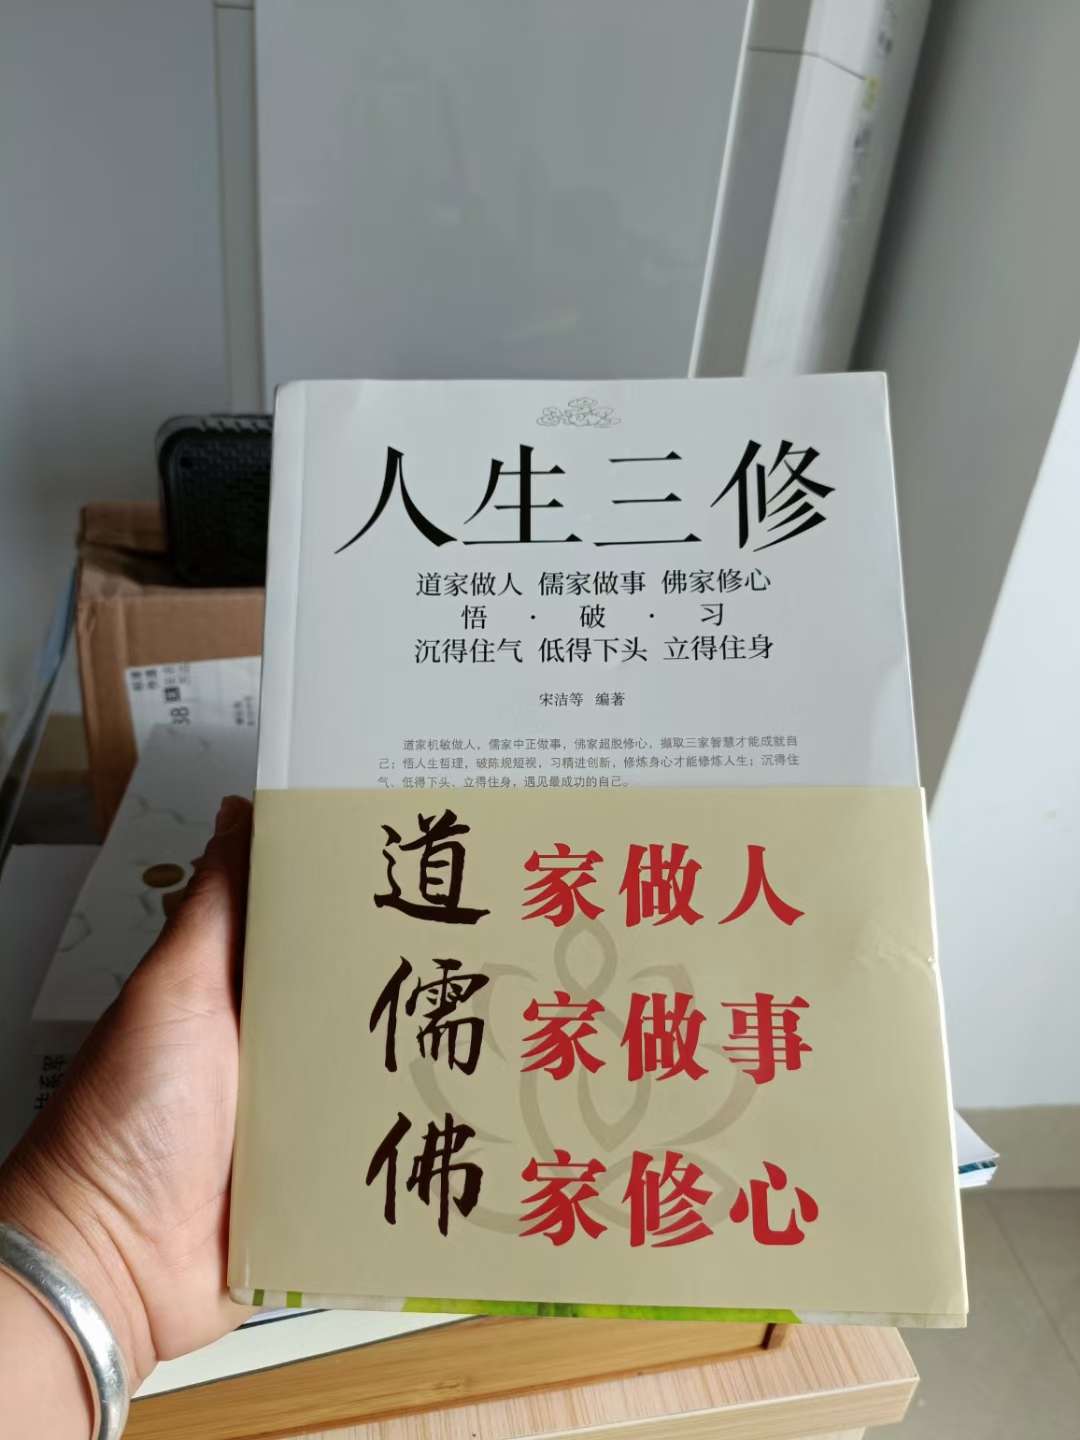 人生三修
道家做人 儒家做事 佛家修心
悟 · 破 · 习
沉得住气 低得下头 立得住身
宋洁等 编著
道家机敏做人，儒家中正做事，佛家超脱修心，撷取三家智慧才能成就自
己；悟人生哲理，破陈规短视，习精进创新，修炼身心才能修炼人生；沉得住
气、低得下头、立得住身，遇见最成功的自己。
道家做人
儒家做事
佛家修心